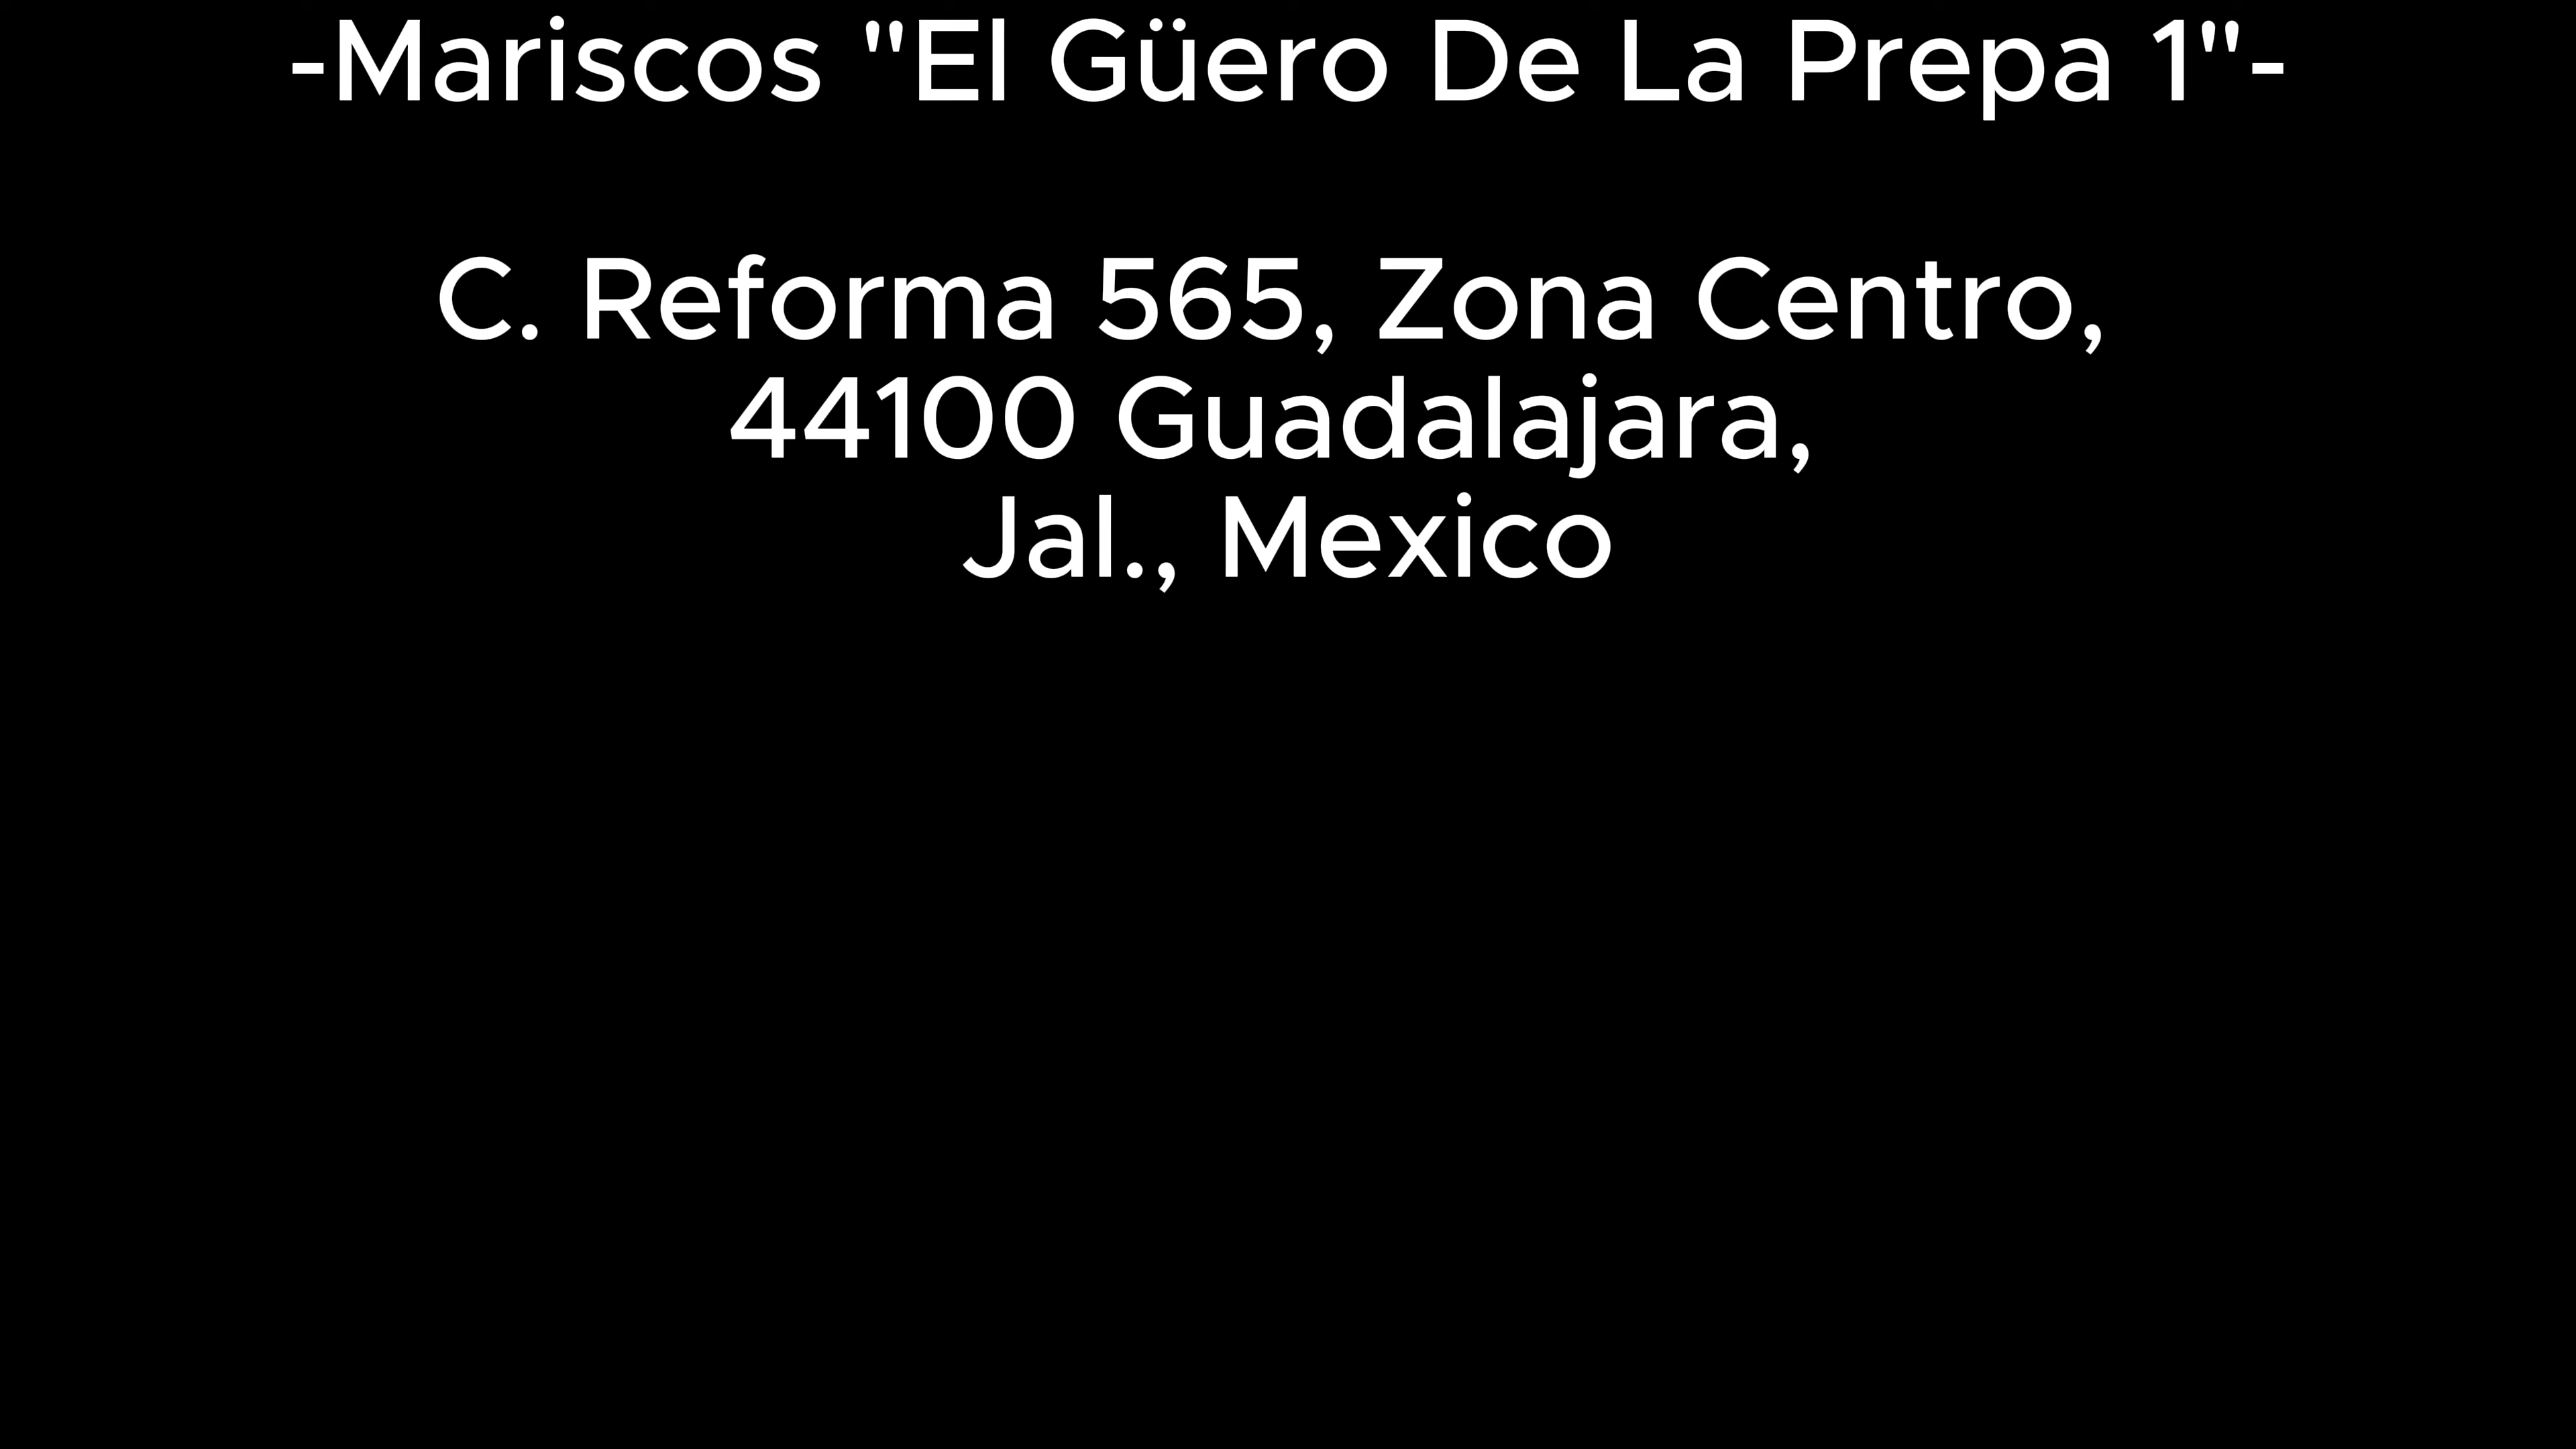 -Mariscos "El Güero De La Prepa 1"-
C. Reforma 565, Zona Centro,
44100 Guadalajara,
Jal., Mexico